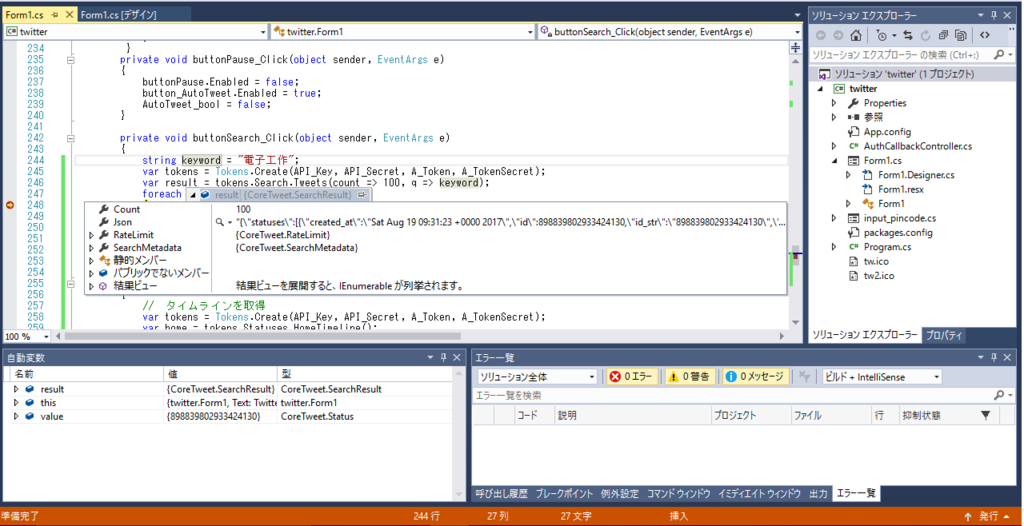 Form1.cs
Form1.cs [デザイン]
twitter
twitter.Form1
buttonSearch_Click(object sender, EventArgs e)
234 }
235 private void buttonPause_Click(object sender, EventArgs e)
236 {
237 buttonPause.Enabled = false;
238 button_AutoTweet.Enabled = true;
239 AutoTweet_bool = false;
240 }
241
242 private void buttonSearch_Click(object sender, EventArgs e)
243 {
244 string keyword = "電子工作";
245 var tokens = Tokens.Create(API_Key, API_Secret, A_Token, A_TokenSecret);
246 var result = tokens.Search.Tweets(count => 100, q => keyword);
247 foreach
result {CoreTweet.SearchResult}
248
249
250
251
252
253
254
255
256 {
257 // タイムラインを取得
258 var tokens = Tokens.Create(API_Key, API_Secret, A_Token, A_TokenSecret);
259 var home = tokens.Statuses.HomeTimeline();
Count 100
Json "{\"statuses\":[{\"created_at\":\"Sat Aug 19 09:31:23 +0000 2017\",\"id\":898839802933424130,\"id_str\":\"898839802933424130\",\"...
RateLimit {CoreTweet.RateLimit}
SearchMetadata {CoreTweet.SearchMetadata}
静的メンバー
パブリックでないメンバー
結果ビュー 結果ビューを展開すると、IEnumerable が列挙されます。
100 %
ソリューション エクスプローラー
ソリューション エクスプローラー の検索 (Ctrl+:)
ソリューション 'twitter' (1 プロジェクト)
twitter
Properties
参照
App.config
AuthCallbackController.cs
Form1.cs
Form1.Designer.cs
Form1.resx
Form1
input_pincode.cs
packages.config
Program.cs
tw.ico
tw2.ico
ソリューション エクスプローラー プロパティ
自動変数
名前 値 型
result {CoreTweet.SearchResult} CoreTweet.SearchResult
this {twitter.Form1, Text: Twitte twitter.Form1
value {898839802933424130} CoreTweet.Status
エラー一覧
ソリューション全体 0 エラー 0 警告 0 メッセージ ビルド + IntelliSense
エラー一覧を検索
コード 説明 プロジェクト ファイル 行 抑制状態
呼び出し履歴 ブレークポイント 例外設定 コマンド ウィンドウ イミディエイト ウィンドウ 出力 エラー一覧
準備完了 244 行 27 列 27 文字 挿入 発行